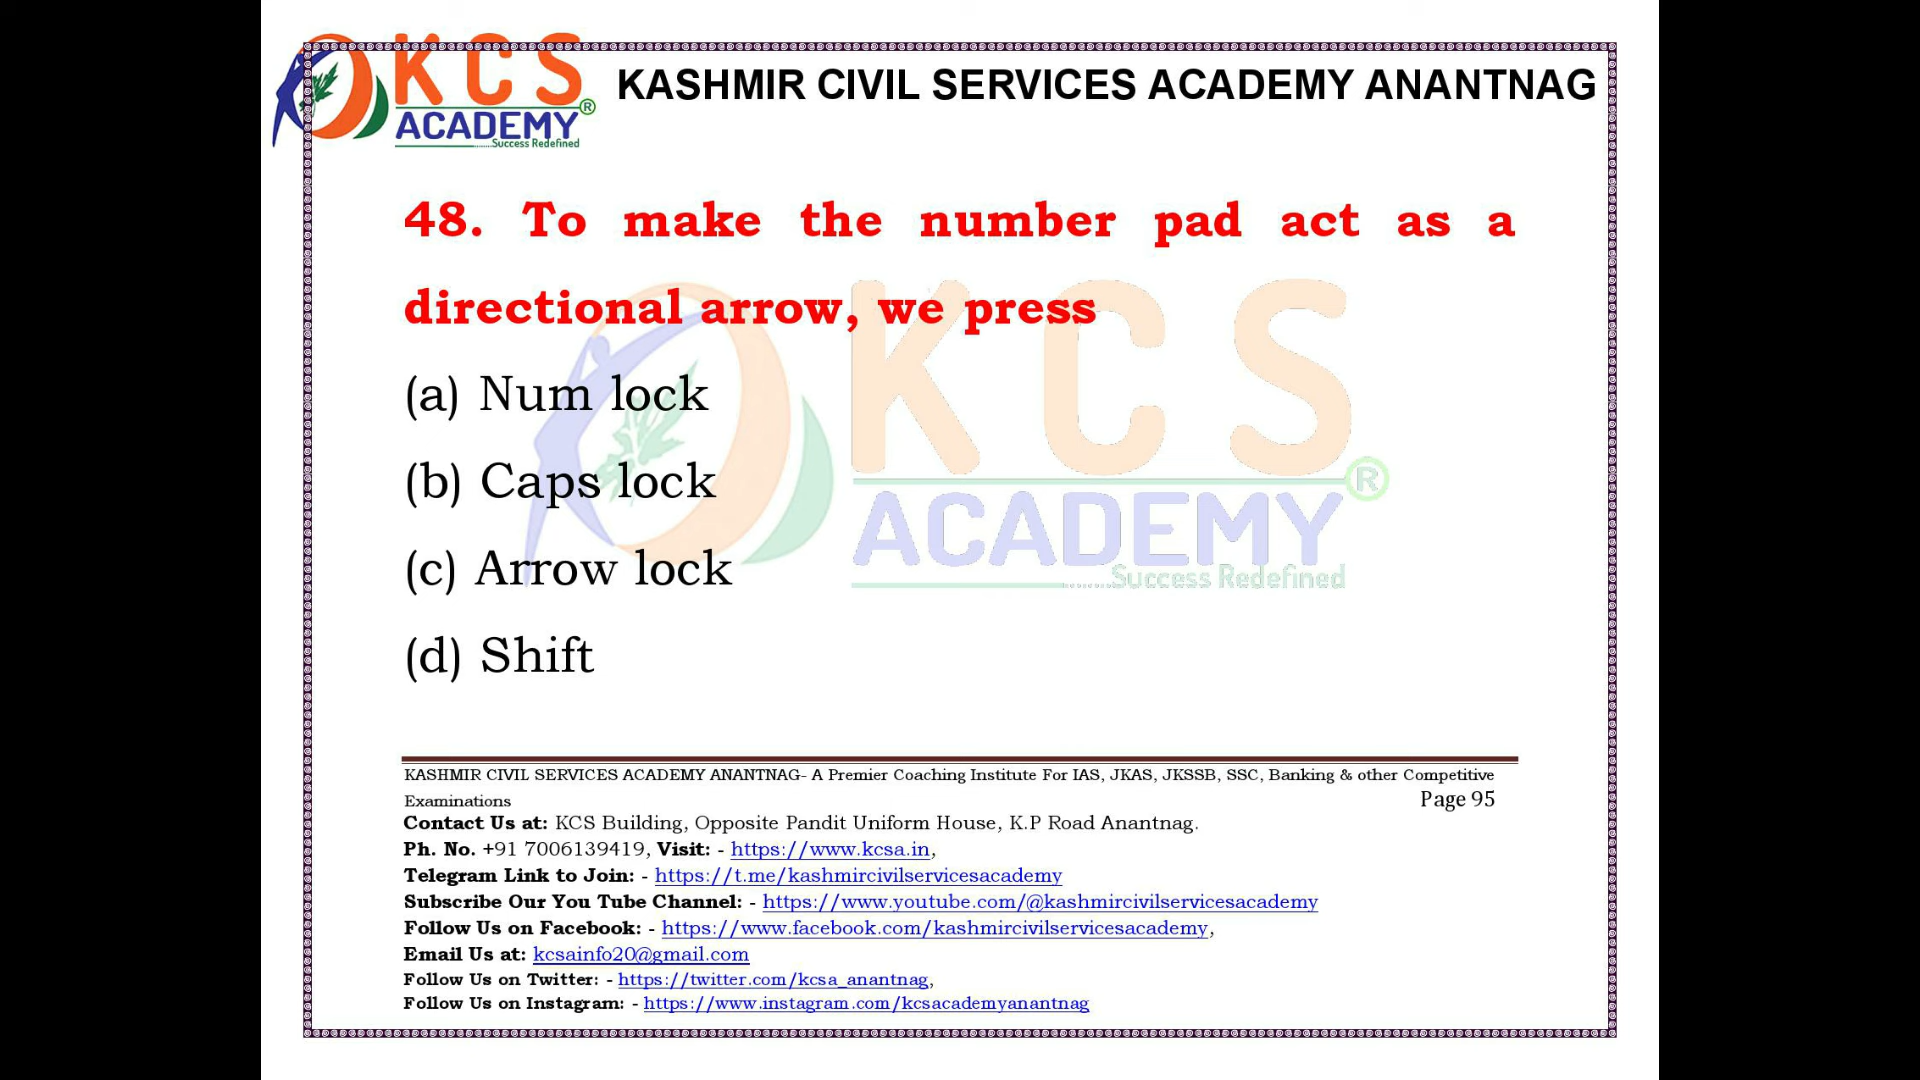 KCS
ACADEMY®
.......Success Redefined
KASHMIR CIVIL SERVICES ACADEMY ANANTNAG
48. To make the number pad act as a
directional arrow, we press
(a) Num lock
(b) Caps lock
(c) Arrow lock
(d) Shift
KCS
ACADEMY®
.......Success Redefined
KASHMIR CIVIL SERVICES ACADEMY ANANTNAG- A Premier Coaching Institute For IAS, JKAS, JKSSB, SSC, Banking & other Competitive
Examinations Page 95
Contact Us at: KCS Building, Opposite Pandit Uniform House, K.P Road Anantnag.
Ph. No. +91 7006139419, Visit: - https://www.kcsa.in,
Telegram Link to Join: - https://t.me/kashmircivilservicesacademy
Subscribe Our You Tube Channel: - https://www.youtube.com/@kashmircivilservicesacademy
Follow Us on Facebook: - https://www.facebook.com/kashmircivilservicesacademy,
Email Us at: kcsainfo20@gmail.com
Follow Us on Twitter: - https://twitter.com/kcsa_anantnag,
Follow Us on Instagram: - https://www.instagram.com/kcsacademyanantnag